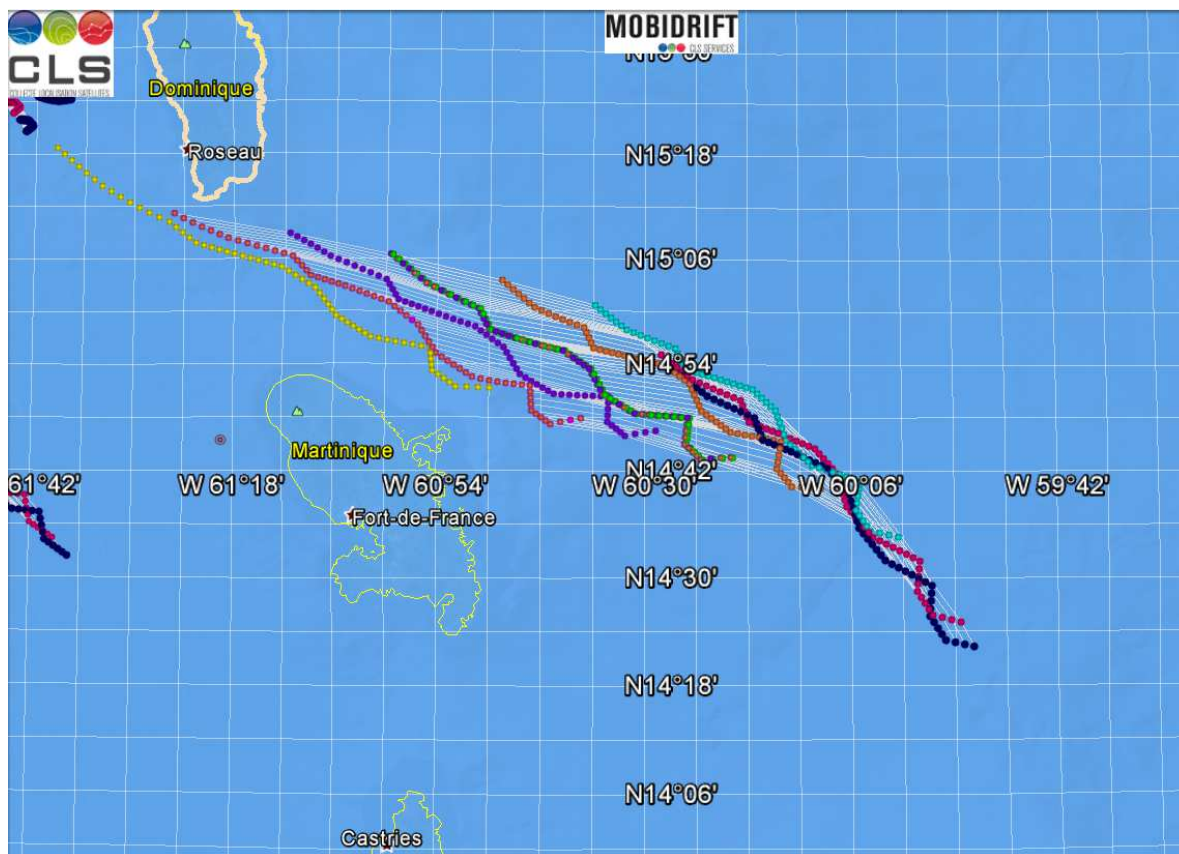 CLS
COLLECTE LOCALISATION SATELLITES
MOBIDRIFT
CLS SERVICES
Dominique
Roseau
N15°18'
N15°06'
N14°54'
Martinique
N14°42'
61°42'
W 61°18'
W 60°54'
W 60°30'
W 60°06'
W 59°42'
Fort-de-France
N14°30'
N14°18'
N14°06'
Castries